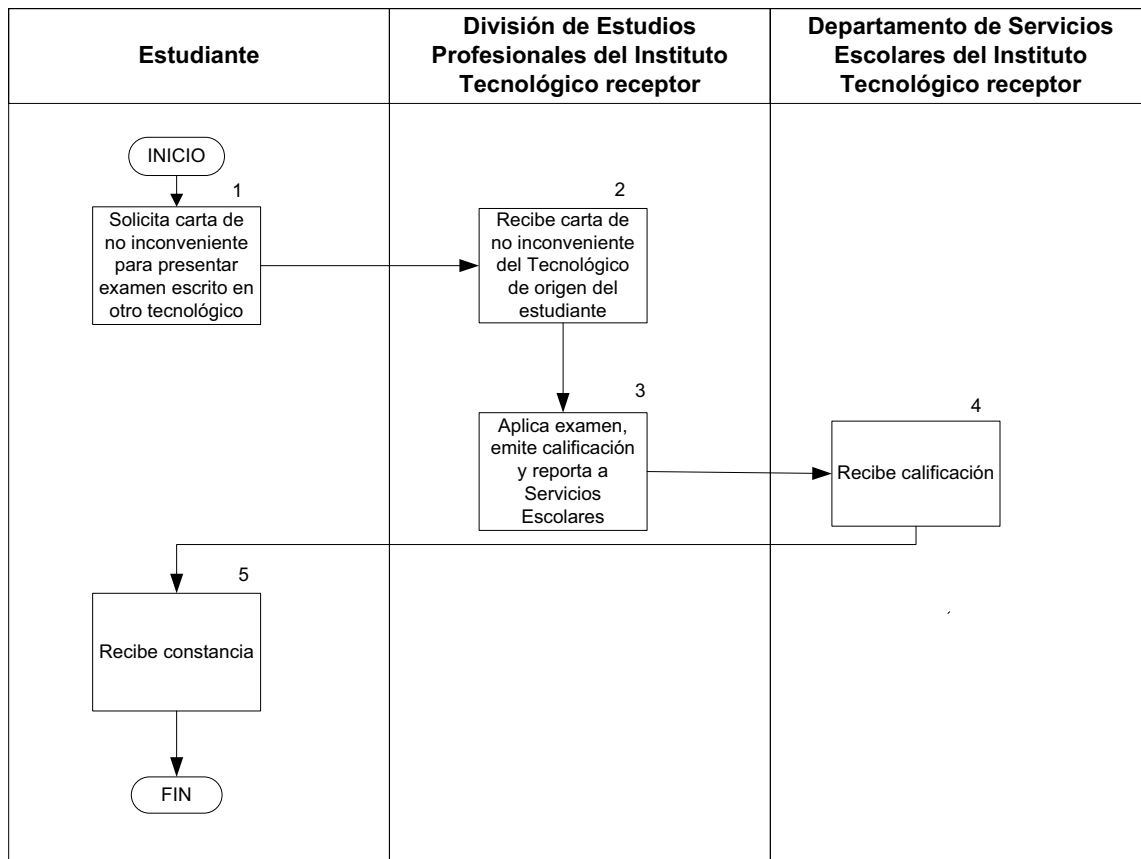 Estudiante
División de Estudios
Profesionales del Instituto
Tecnológico receptor
Departamento de Servicios
Escolares del Instituto
Tecnológico receptor
INICIO
1
Solicita carta de
no inconveniente
para presentar
examen escrito en
otro tecnológico
2
Recibe carta de
no inconveniente
del Tecnológico
de origen del
estudiante
3
Aplica examen,
emite calificación
y reporta a
Servicios
Escolares
4
Recibe calificación
5
Recibe constancia
FIN